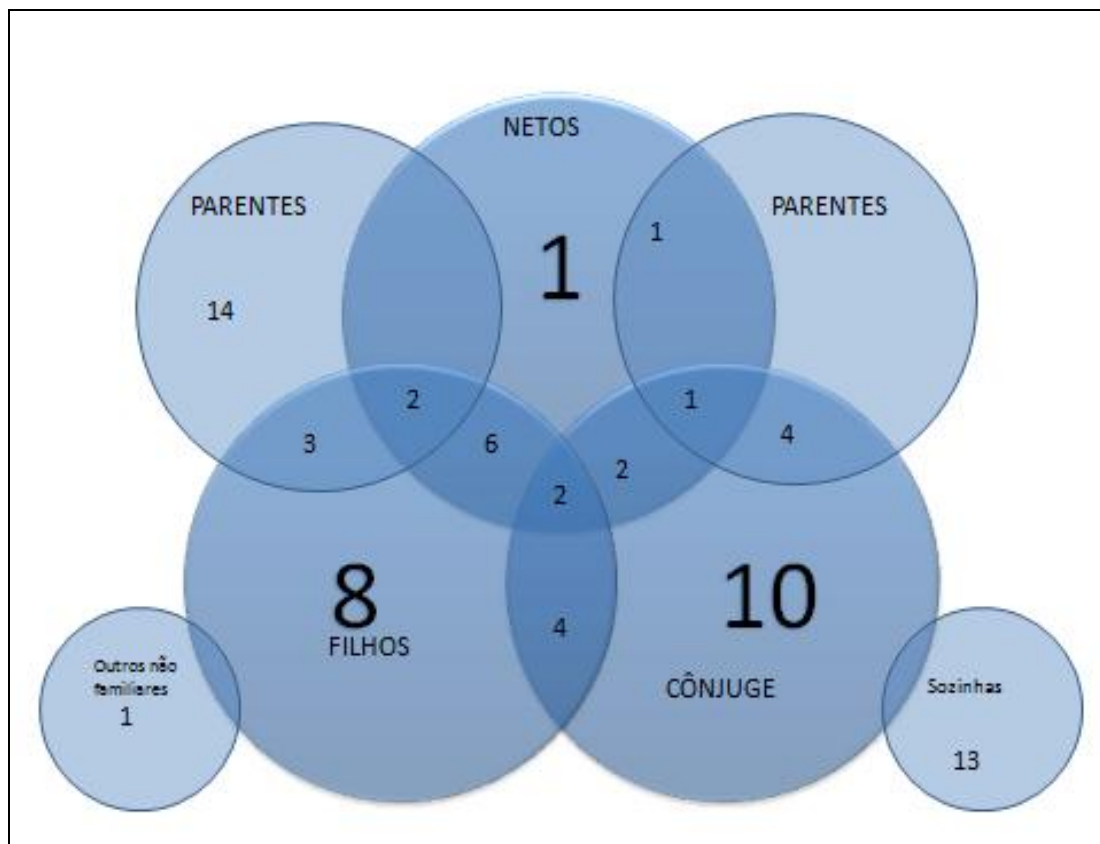 NETOS
PARENTES
PARENTES
1
1
14
2
1
3
6
4
2
2
8
10
FILHOS
4
CÔNJUGE
Outros não
familiares
1
Sozinhas
13